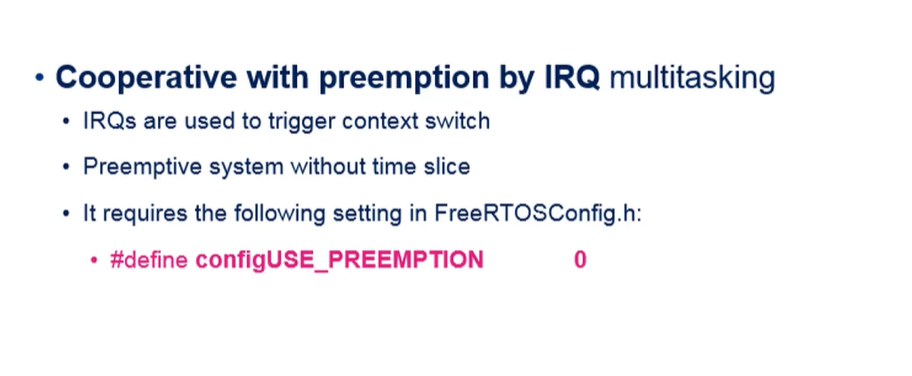 • Cooperative with preemption by IRQ multitasking
• IRQs are used to trigger context switch
• Preemptive system without time slice
• It requires the following setting in FreeRTOSConfig.h:
• #define configUSE_PREEMPTION 0